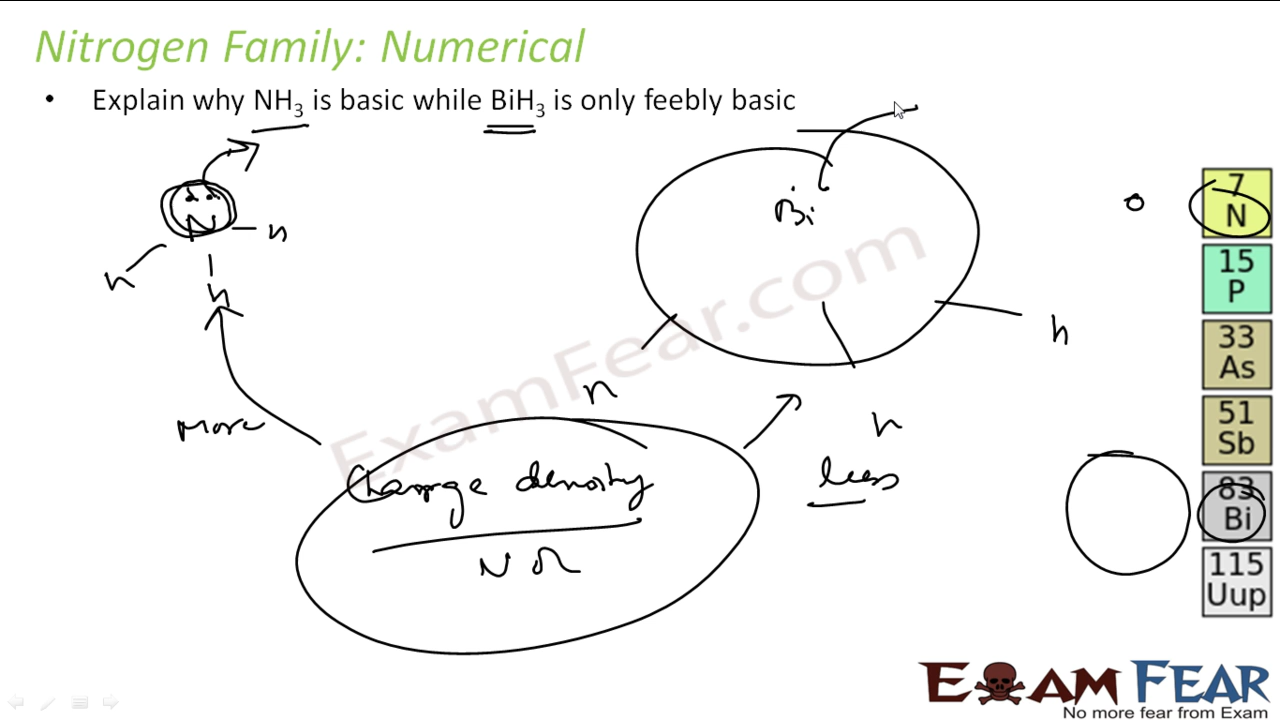 Nitrogen Family: Numerical
• Explain why NH₃ is basic while BiH₃ is only feebly basic
N
h
h
h
Bi
h
h
h
More
Charge density
less
ExamFear.com
7
N
15
P
33
As
51
Sb
83
Bi
115
Uup
EXAM FEAR
No more fear from Exam